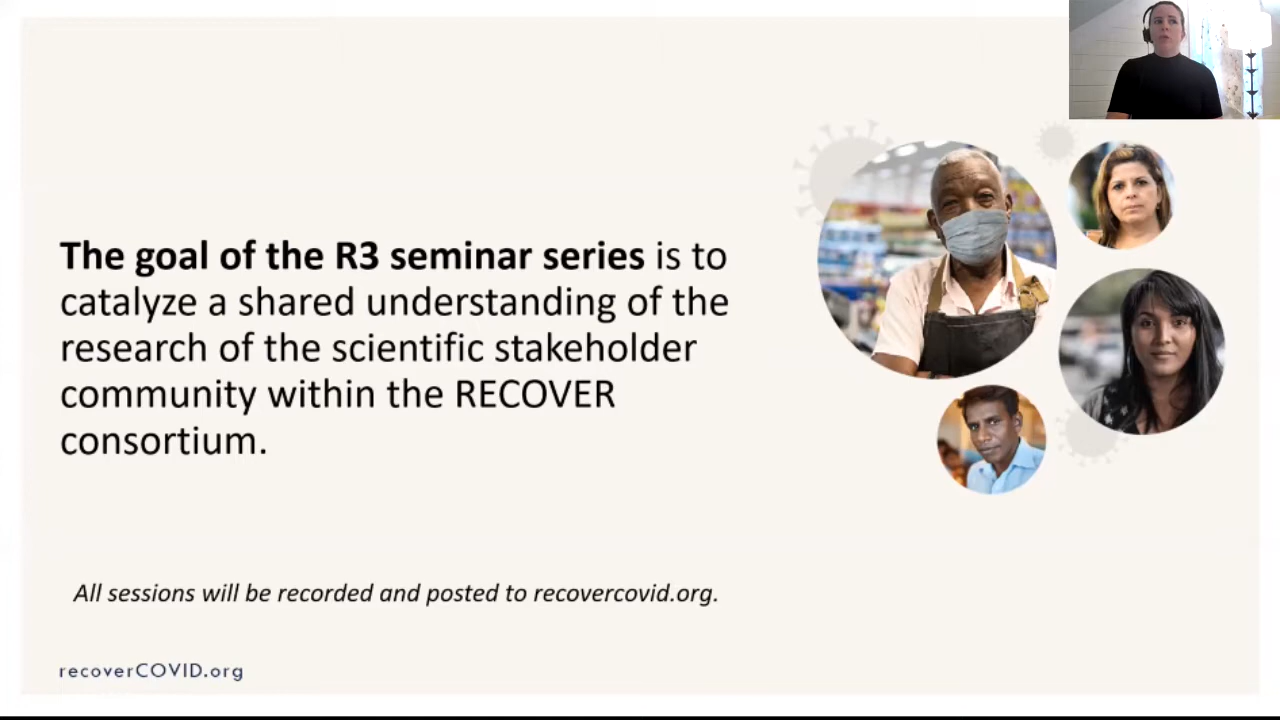 The goal of the R3 seminar series is to
catalyze a shared understanding of the
research of the scientific stakeholder
community within the RECOVER
consortium.
All sessions will be recorded and posted to recovercovid.org.
recoverCOVID.org